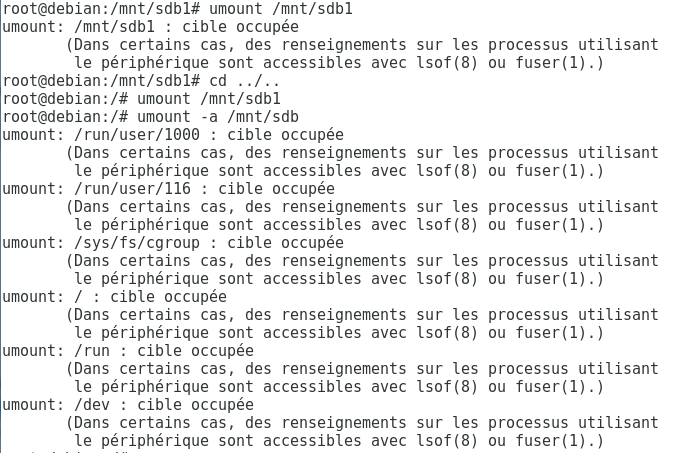 root@debian:/mnt/sdb1# umount /mnt/sdb1
umount: /mnt/sdb1 : cible occupée
(Dans certains cas, des renseignements sur les processus utilisant
le périphérique sont accessibles avec lsof(8) ou fuser(1).)
root@debian:/mnt/sdb1# cd ../..
root@debian:/# umount /mnt/sdb1
root@debian:/# umount -a /mnt/sdb
umount: /run/user/1000 : cible occupée
(Dans certains cas, des renseignements sur les processus utilisant
le périphérique sont accessibles avec lsof(8) ou fuser(1).)
umount: /run/user/116 : cible occupée
(Dans certains cas, des renseignements sur les processus utilisant
le périphérique sont accessibles avec lsof(8) ou fuser(1).)
umount: /sys/fs/cgroup : cible occupée
(Dans certains cas, des renseignements sur les processus utilisant
le périphérique sont accessibles avec lsof(8) ou fuser(1).)
umount: / : cible occupée
(Dans certains cas, des renseignements sur les processus utilisant
le périphérique sont accessibles avec lsof(8) ou fuser(1).)
umount: /run : cible occupée
(Dans certains cas, des renseignements sur les processus utilisant
le périphérique sont accessibles avec lsof(8) ou fuser(1).)
umount: /dev : cible occupée
(Dans certains cas, des renseignements sur les processus utilisant
le périphérique sont accessibles avec lsof(8) ou fuser(1).)